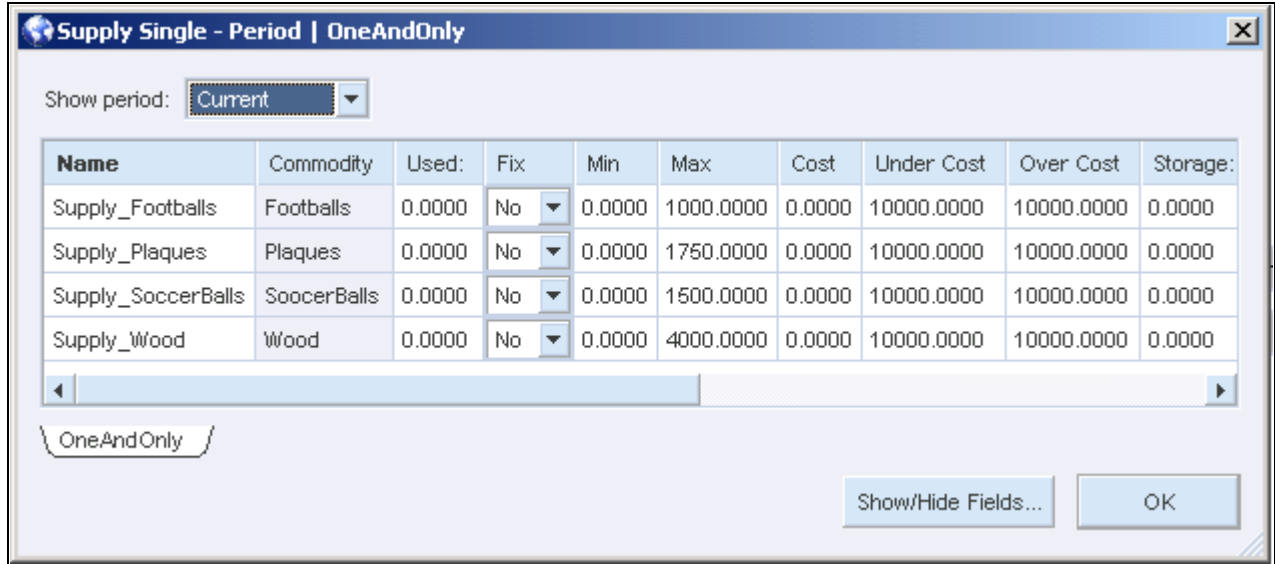 Supply Single - Period | OneAndOnly
Show period: Current
Name Commodity Used: Fix Min Max Cost Under Cost Over Cost Storage:
Supply_Footballs Footballs 0.0000 No 0.0000 1000.0000 0.0000 10000.0000 10000.0000 0.0000
Supply_Plaques Plaques 0.0000 No 0.0000 1750.0000 0.0000 10000.0000 10000.0000 0.0000
Supply_SoccerBalls SoocerBalls 0.0000 No 0.0000 1500.0000 0.0000 10000.0000 10000.0000 0.0000
Supply_Wood Wood 0.0000 No 0.0000 4000.0000 0.0000 10000.0000 10000.0000 0.0000
OneAndOnly
Show/Hide Fields... OK